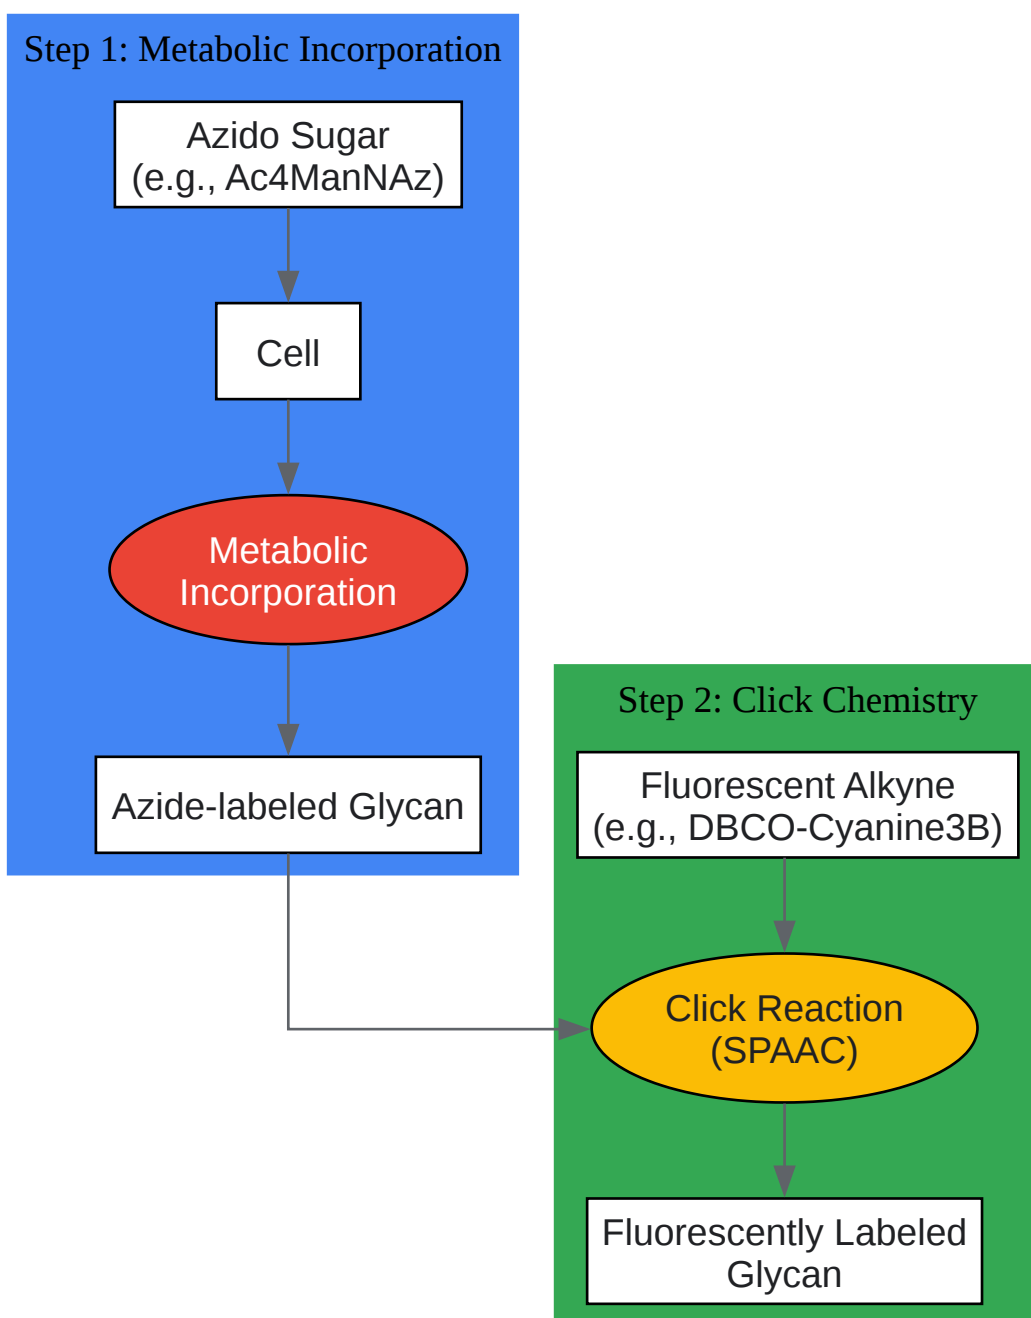 Step 1: Metabolic Incorporation
Azido Sugar
(e.g., Ac4ManNAz)
Cell
Metabolic
Incorporation
Azide-labeled Glycan
Step 2: Click Chemistry
Fluorescent Alkyne
(e.g., DBCO-Cyanine3B)
Click Reaction
(SPAAC)
Fluorescently Labeled
Glycan